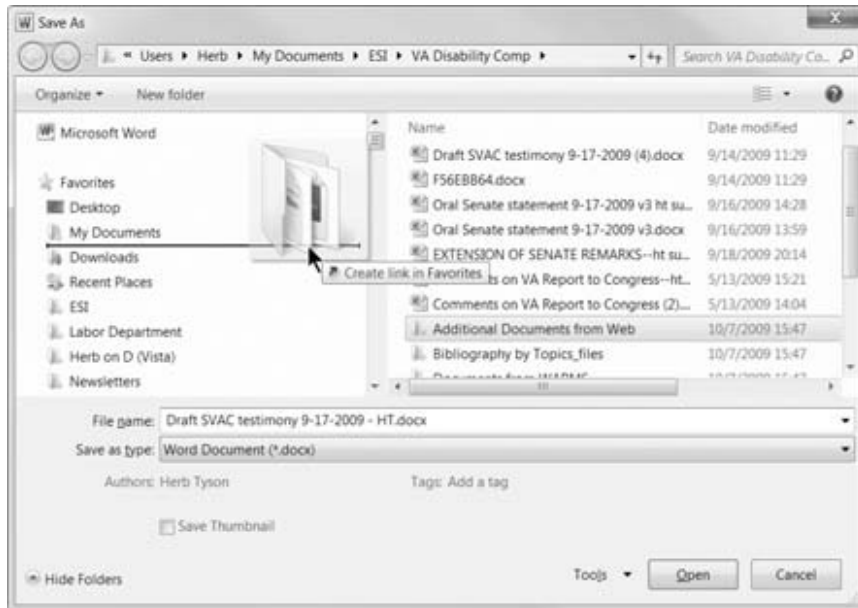 Save As
« Users ▸ Herb ▸ My Documents ▸ ESI ▸ VA Disability Comp ▸ Search VA Disability Co...
Organize ▾ New folder
Microsoft Word
Favorites
Desktop
My Documents
Downloads
Recent Places
ESI
Labor Department
Herb on D (Vista)
Newsletters
Create link in Favorites
Name Date modified
Draft SVAC testimony 9-17-2009 (4).docx 9/14/2009 11:29
F56EBB64.docx 9/14/2009 11:29
Oral Senate statement 9-17-2009 v3 ht su... 9/16/2009 14:28
Oral Senate statement 9-17-2009 v3.docx 9/16/2009 13:59
EXTENSION OF SENATE REMARKS--ht su... 9/18/2009 20:14
ts on VA Report to Congress--ht... 5/13/2009 15:21
Comments on VA Report to Congress (2)... 5/13/2009 14:04
Additional Documents from Web 10/7/2009 15:47
Bibliography by Topics_files 10/7/2009 15:47
File name: Draft SVAC testimony 9-17-2009 - HT.docx
Save as type: Word Document (*.docx)
Authors: Herb Tyson Tags: Add a tag
Save Thumbnail
Hide Folders Tools ▾ Open Cancel